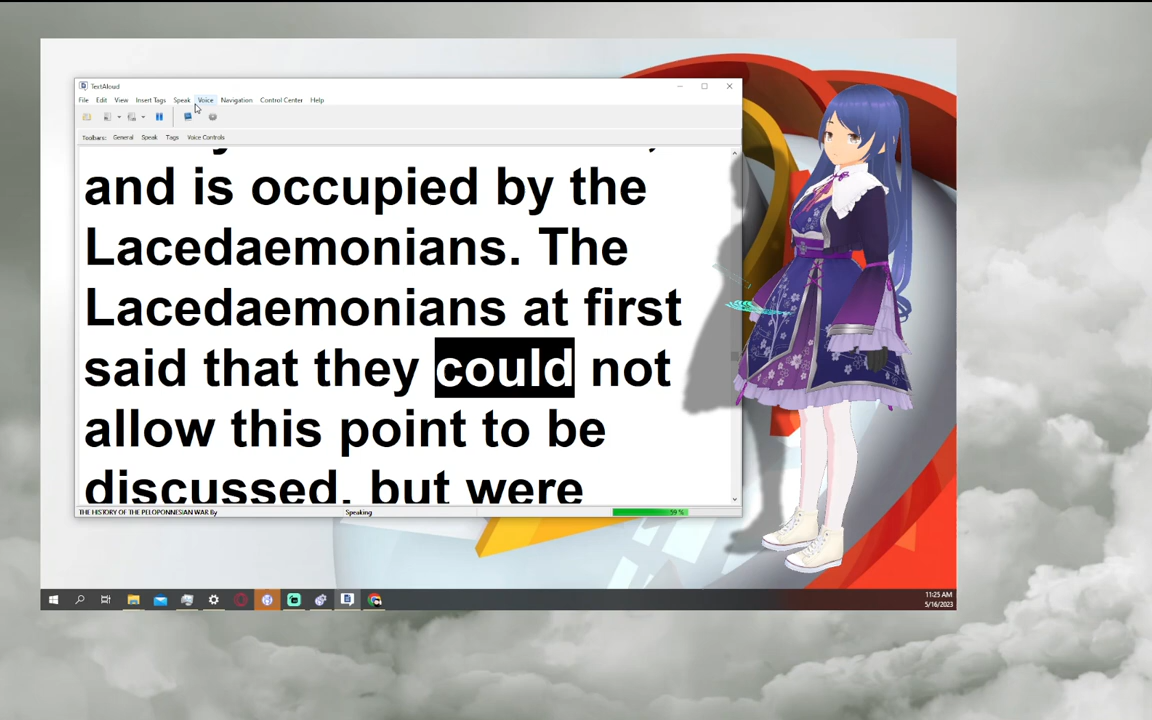 TextAloud
File Edit View Insert Tags Speak Voice Navigation Control Center Help
Toolbars: General Speak Tags Voice Controls
and is occupied by the
Lacedaemonians. The
Lacedaemonians at first
said that they could not
allow this point to be
discussed, but were
THE HISTORY OF THE PELOPONNESIAN WAR By Speaking 59 %
11:25 AM
5/16/2023